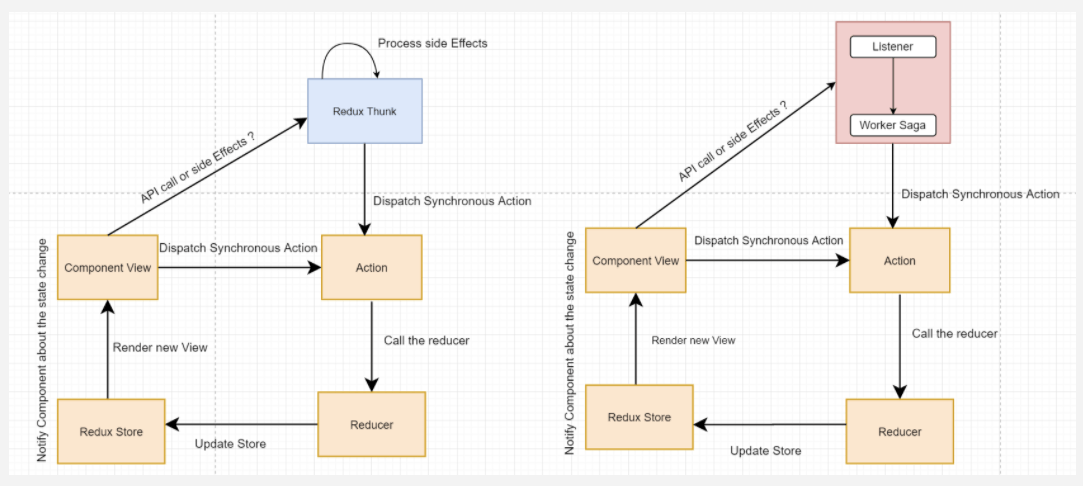 Process side Effects
Redux Thunk
API call or side Effects ?
Dispatch Synchronous Action
Dispatch Synchronous Action
Component View
Action
Notify Component about the state change
Render new View
Call the reducer
Redux Store
Update Store
Reducer
Listener
Worker Saga
API call or side Effects ?
Dispatch Synchronous Action
Dispatch Synchronous Action
Component View
Action
Notify Component about the state change
Render new View
Call the reducer
Redux Store
Update Store
Reducer